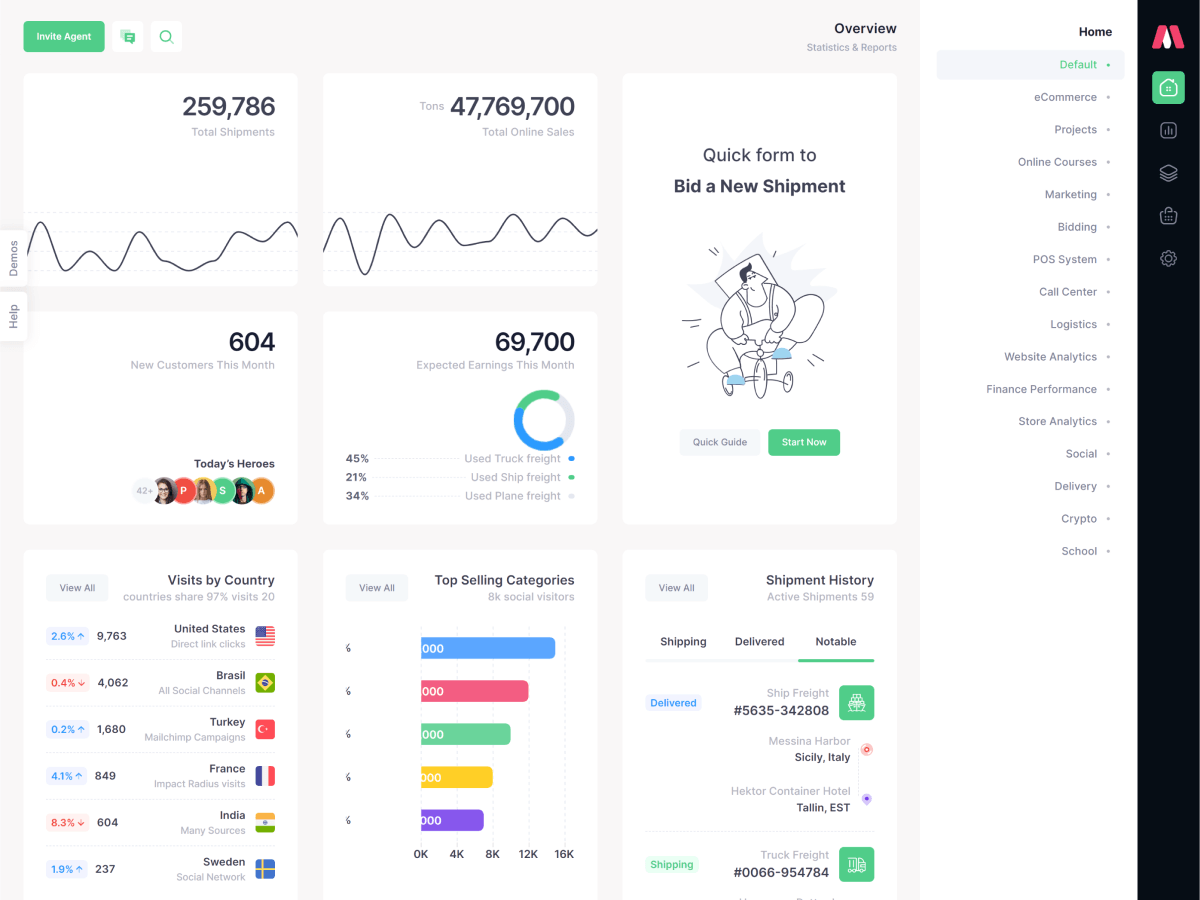 Invite Agent
Overview
Statistics & Reports
259,786
Total Shipments
Tons 47,769,700
Total Online Sales
Quick form to
Bid a New Shipment
Quick Guide
Start Now
Demos
Help
604
New Customers This Month
Today’s Heroes
42+ P S A
69,700
Expected Earnings This Month
45% Used Truck freight
21% Used Ship freight
34% Used Plane freight
View All
Visits by Country
countries share 97% visits 20
2.6% 9,763 United States
Direct link clicks
0.4% 4,062 Brasil
All Social Channels
0.2% 1,680 Turkey
Mailchimp Campaigns
4.1% 849 France
Impact Radius visits
8.3% 604 India
Many Sources
1.9% 237 Sweden
Social Network
View All
Top Selling Categories
8k social visitors
000
000
000
000
000
0K 4K 8K 12K 16K
View All
Shipment History
Active Shipments 59
Shipping Delivered Notable
Delivered
Ship Freight
#5635-342808
Messina Harbor
Sicily, Italy
Hektor Container Hotel
Tallin, EST
Shipping
Truck Freight
#0066-954784
Home
Default
eCommerce
Projects
Online Courses
Marketing
Bidding
POS System
Call Center
Logistics
Website Analytics
Finance Performance
Store Analytics
Social
Delivery
Crypto
School